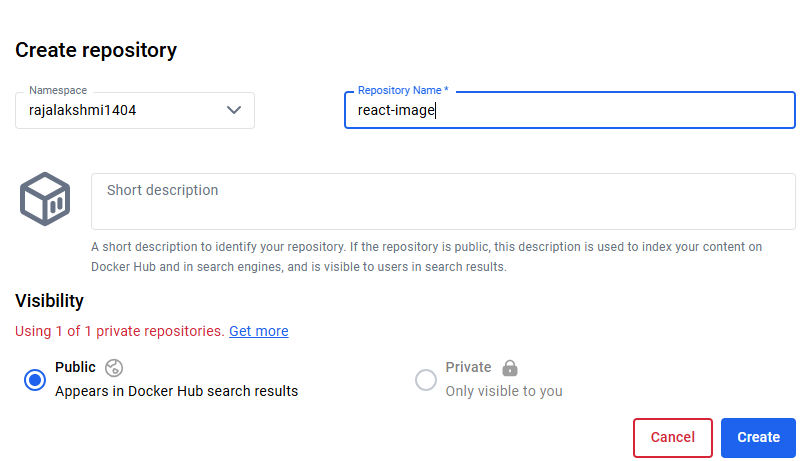 Create repository
Namespace
rajalakshmi1404
Repository Name *
react-image
Short description
A short description to identify your repository. If the repository is public, this description is used to index your content on
Docker Hub and in search engines, and is visible to users in search results.
Visibility
Using 1 of 1 private repositories. Get more
Public
Appears in Docker Hub search results
Private
Only visible to you
Cancel
Create